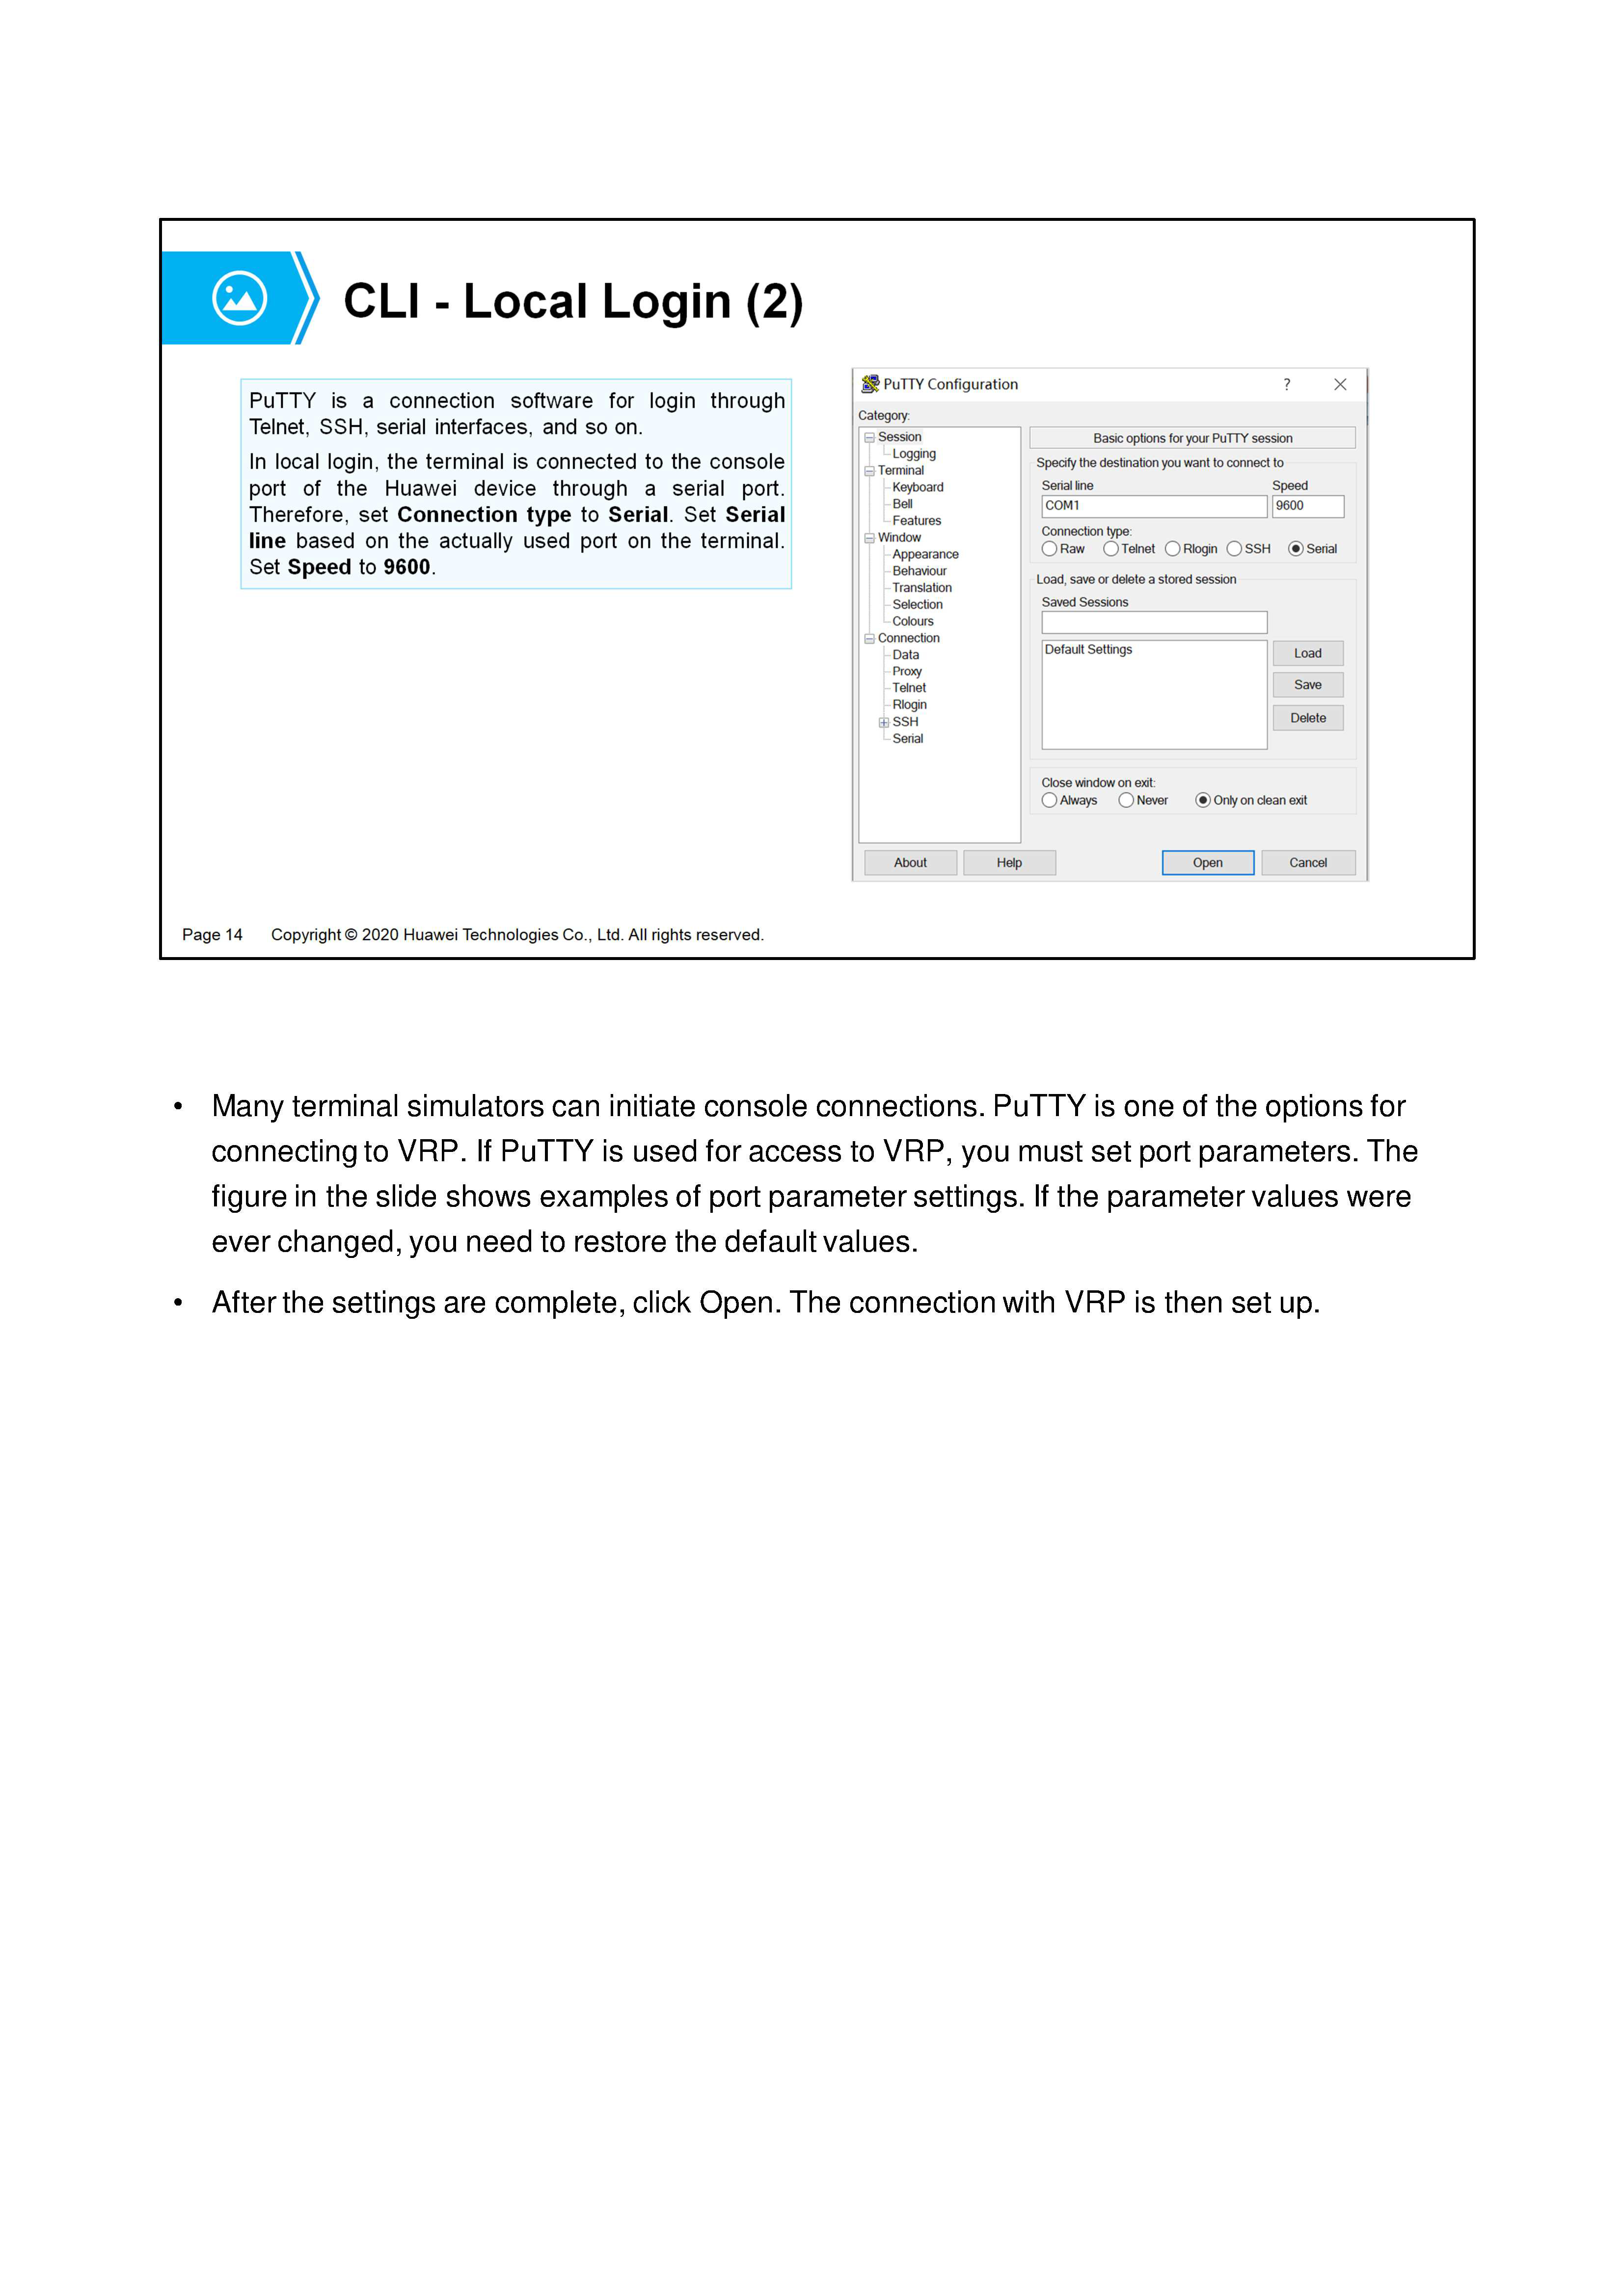 CLI - Local Login (2)
PuTTY is a connection software for login through
Telnet, SSH, serial interfaces, and so on.
In local login, the terminal is connected to the console
port of the Huawei device through a serial port.
Therefore, set Connection type to Serial. Set Serial
line based on the actually used port on the terminal.
Set Speed to 9600.
PuTTY Configuration ?
Category:
Session
Logging
Terminal
Keyboard
Bell
Features
Window
Appearance
Behaviour
Translation
Selection
Colours
Connection
Data
Proxy
Telnet
Rlogin
SSH
Serial
Basic options for your PuTTY session
Specify the destination you want to connect to
Serial line Speed
COM1 9600
Connection type:
Raw Telnet Rlogin SSH Serial
Load, save or delete a stored session
Saved Sessions
Default Settings
Load
Save
Delete
Close window on exit:
Always Never Only on clean exit
About Help Open Cancel
Page 14 Copyright © 2020 Huawei Technologies Co., Ltd. All rights reserved.
• Many terminal simulators can initiate console connections. PuTTY is one of the options for
connecting to VRP. If PuTTY is used for access to VRP, you must set port parameters. The
figure in the slide shows examples of port parameter settings. If the parameter values were
ever changed, you need to restore the default values.
• After the settings are complete, click Open. The connection with VRP is then set up.